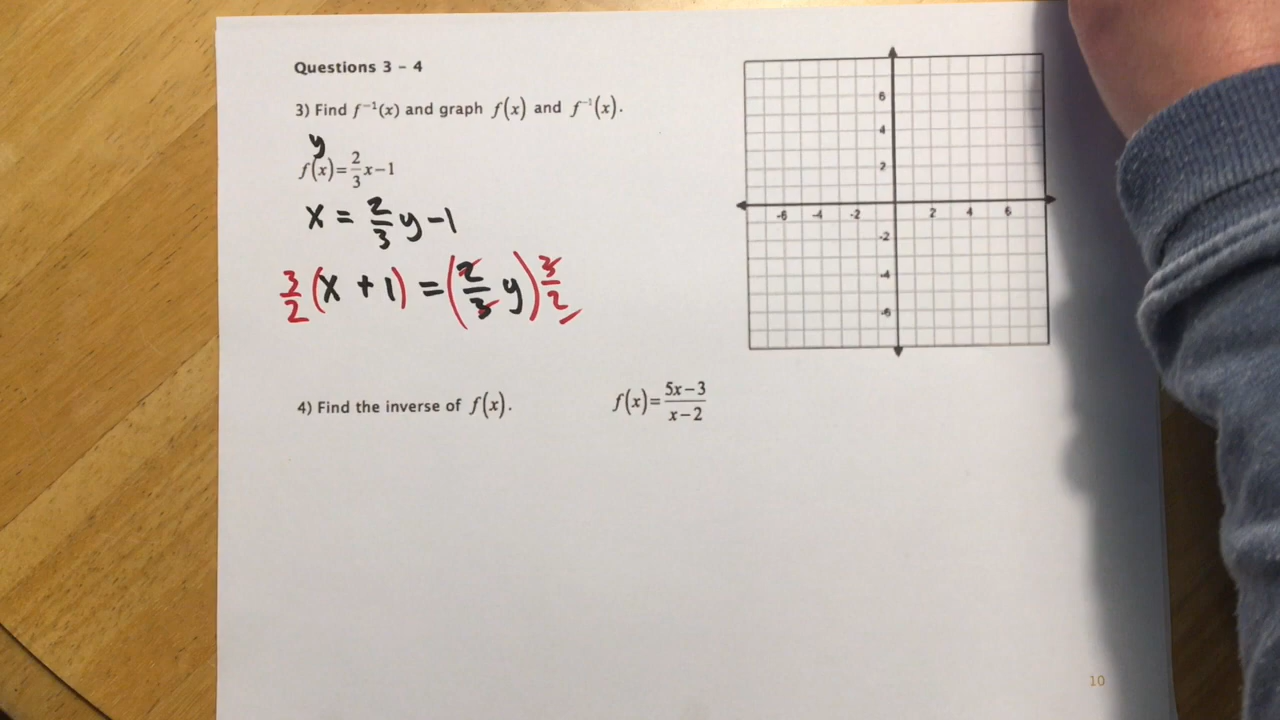 Questions 3 – 4
3) Find f⁻¹(x) and graph f(x) and f⁻¹(x).
y
f(x)=2/3x−1
x = 2/3 y −1
3/2 (x + 1) = (2/3 y) 3/2
4) Find the inverse of f(x). f(x)=5x−3/x−2
6
4
2
-6 -4 -2 2 4 6
-2
-4
-6
10